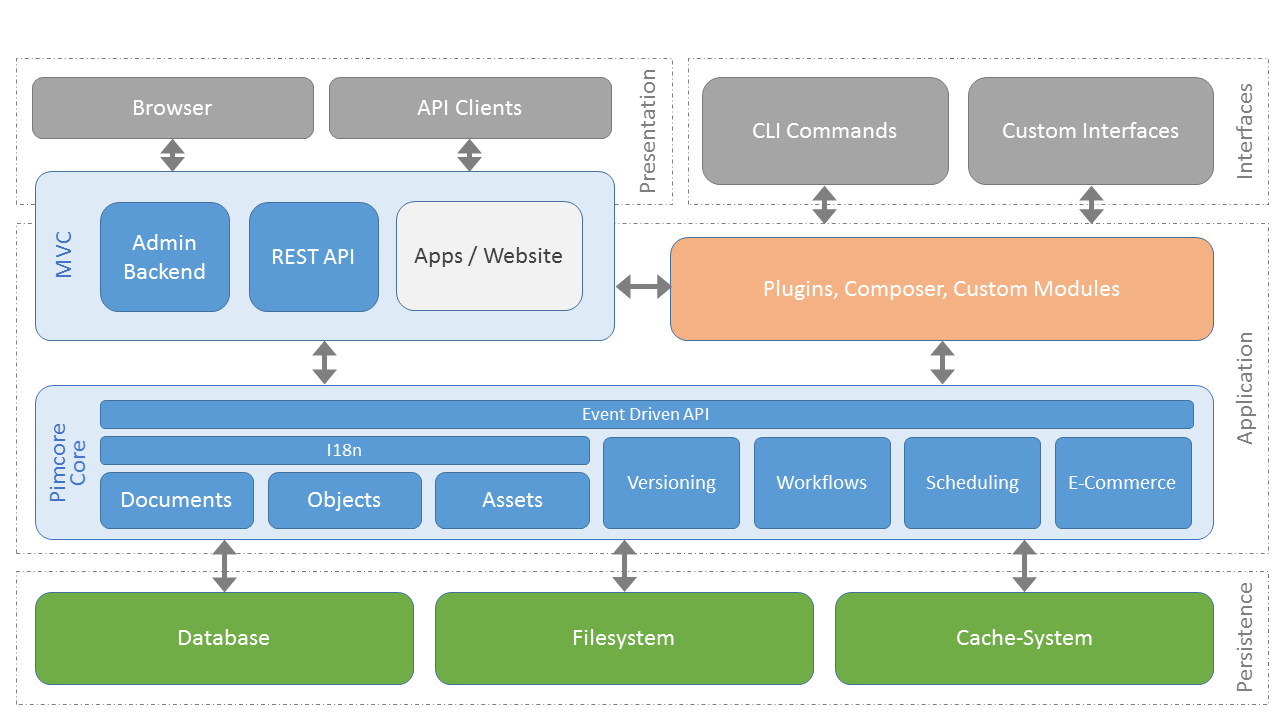 Browser
API Clients
Presentation
CLI Commands
Custom Interfaces
Interfaces
MVC
Admin
Backend
REST API
Apps / Website
Plugins, Composer, Custom Modules
Application
Pimcore
Core
Event Driven API
I18n
Documents
Objects
Assets
Versioning
Workflows
Scheduling
E-Commerce
Database
Filesystem
Cache-System
Persistence